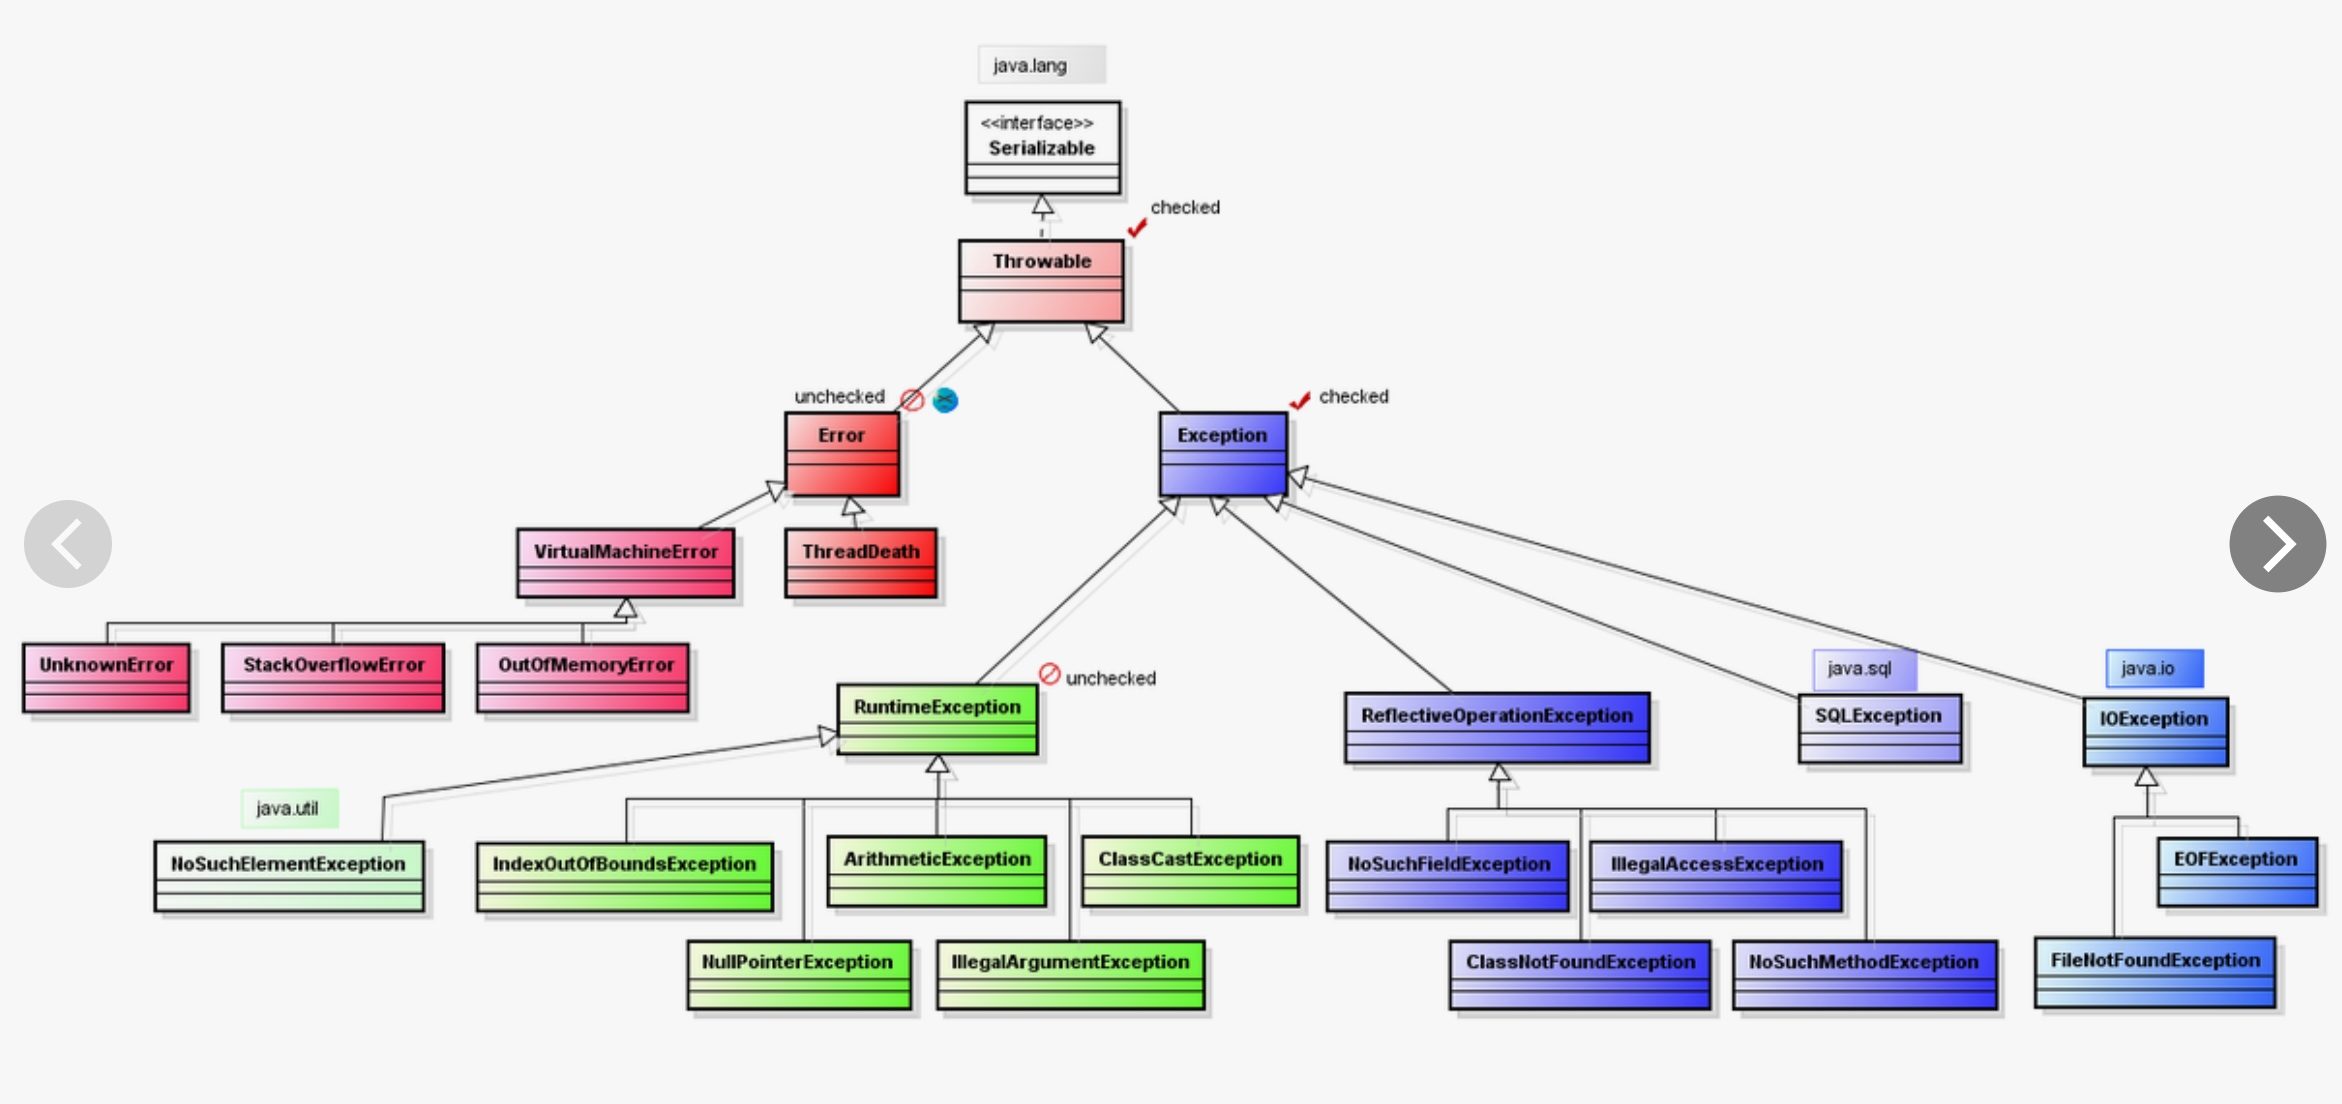 java.lang
<<interface>>
Serializable
checked
Throwable
unchecked
checked
Error
Exception
VirtualMachineError
ThreadDeath
UnknownError
StackOverflowError
OutOfMemoryError
unchecked
java.sql
java.io
RuntimeException
ReflectiveOperationException
SQLException
IOException
java.util
NoSuchElementException
IndexOutOfBoundsException
ArithmeticException
ClassCastException
NoSuchFieldException
IllegalAccessException
EOFException
NullPointerException
IllegalArgumentException
ClassNotFoundException
NoSuchMethodException
FileNotFoundException